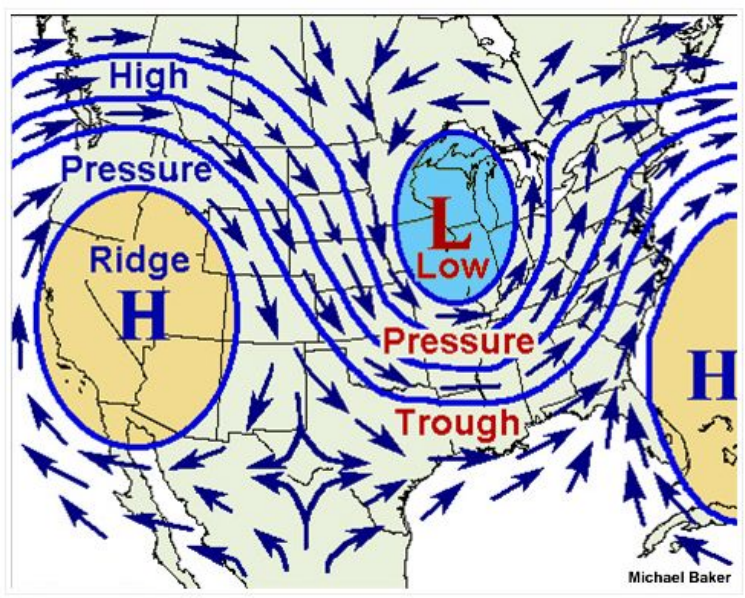 High
Pressure
Ridge
H
L
Low
Pressure
Trough
H
Michael Baker